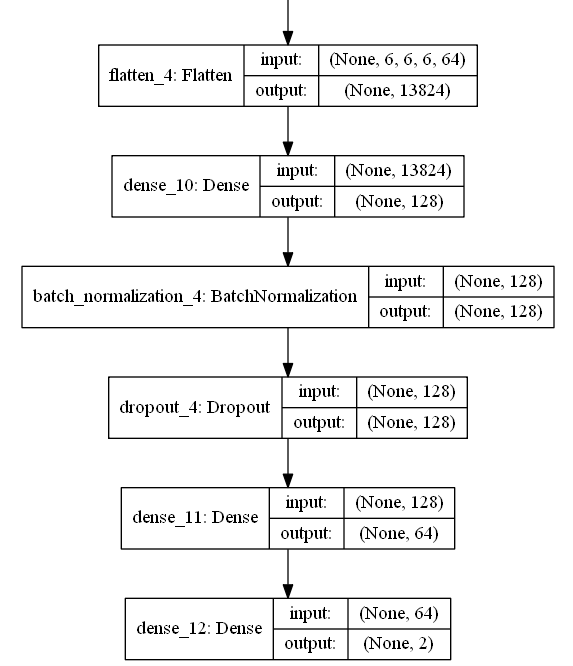 flatten_4: Flatten
input:
(None, 6, 6, 6, 64)
output:
(None, 13824)
dense_10: Dense
input:
(None, 13824)
output:
(None, 128)
batch_normalization_4: BatchNormalization
input:
(None, 128)
output:
(None, 128)
dropout_4: Dropout
input:
(None, 128)
output:
(None, 128)
dense_11: Dense
input:
(None, 128)
output:
(None, 64)
dense_12: Dense
input:
(None, 64)
output:
(None, 2)